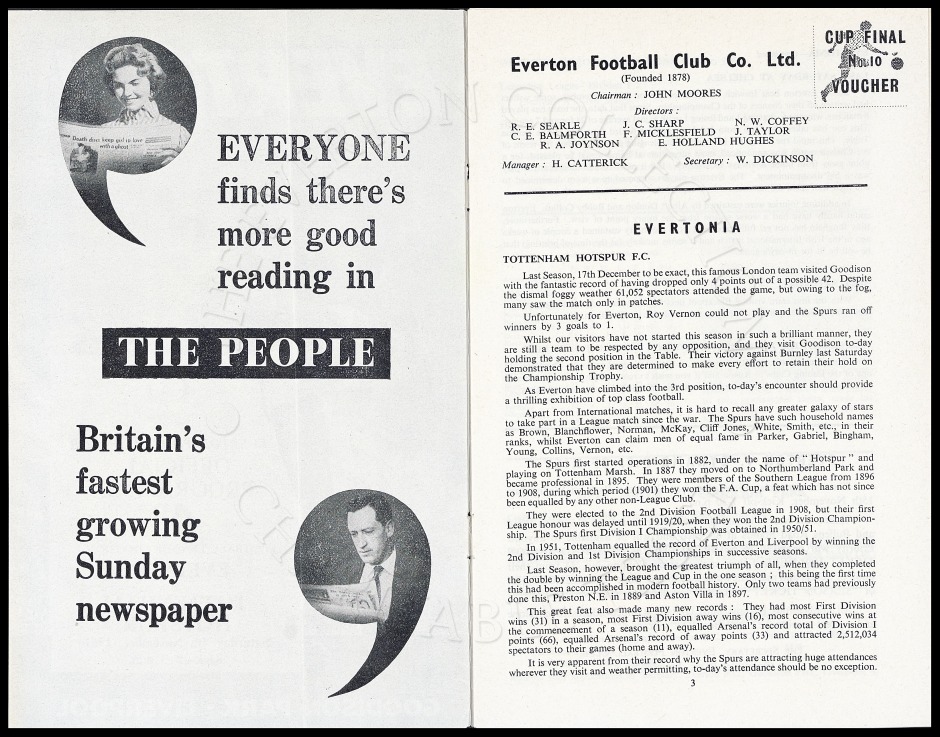 Death does keep girl to love
with a ghost
EVERYONE
finds there's
more good
reading in
THE PEOPLE
Britain's
fastest
growing
Sunday
newspaper
CUP FINAL
No. 10
VOUCHER
Everton Football Club Co. Ltd.
(Founded 1878)
Chairman : JOHN MOORES
Directors :
R. E. SEARLE J. C. SHARP N. W. COFFEY
C. E. BALMFORTH F. MICKLESFIELD J. TAYLOR
R. A. JOYNSON E. HOLLAND HUGHES
Manager : H. CATTERICK Secretary : W. DICKINSON
EVERTONIA
TOTTENHAM HOTSPUR F.C.
Last Season, 17th December to be exact, this famous London team visited Goodison
with the fantastic record of having dropped only 4 points out of a possible 42. Despite
the dismal foggy weather 61,052 spectators attended the game, but owing to the fog,
many saw the match only in patches.
Unfortunately for Everton, Roy Vernon could not play and the Spurs ran off
winners by 3 goals to 1.
Whilst our visitors have not started this season in such a brilliant manner, they
are still a team to be respected by any opposition, and they visit Goodison to-day
holding the second position in the Table. Their victory against Burnley last Saturday
demonstrated that they are determined to make every effort to retain their hold on
the Championship Trophy.
As Everton have climbed into the 3rd position, to-day's encounter should provide
a thrilling exhibition of top class football.
Apart from International matches, it is hard to recall any greater galaxy of stars
to take part in a League match since the war. The Spurs have such household names
as Brown, Blanchflower, Norman, McKay, Cliff Jones, White, Smith, etc., in their
ranks, whilst Everton can claim men of equal fame in Parker, Gabriel, Bingham,
Young, Collins, Vernon, etc.
The Spurs first started operations in 1882, under the name of " Hotspur " and
playing on Tottenham Marsh. In 1887 they moved on to Northumberland Park and
became professional in 1895. They were members of the Southern League from 1896
to 1908, during which period (1901) they won the F.A. Cup, a feat which has not since
been equalled by any other non-League Club.
They were elected to the 2nd Division Football League in 1908, but their first
League honour was delayed until 1919/20, when they won the 2nd Division Champion-
ship. The Spurs first Division I Championship was obtained in 1950/51.
In 1951, Tottenham equalled the record of Everton and Liverpool by winning the
2nd Division and 1st Division Championships in successive seasons.
Last Season, however, brought the greatest triumph of all, when they completed
the double by winning the League and Cup in the one season ; this being the first time
this had been accomplished in modern football history. Only two teams had previously
done this, Preston N.E. in 1889 and Aston Villa in 1897.
This great feat also made many new records : They had most First Division
wins (31) in a season, most First Division away wins (16), most consecutive wins at
the commencement of a season (11), equalled Arsenal's record total of Division I
points (66), equalled Arsenal's record of away points (33) and attracted 2,512,034
spectators to their games (home and away).
It is very apparent from their record why the Spurs are attracting huge attendances
wherever they visit and weather permitting, to-day's attendance should be no exception.
3